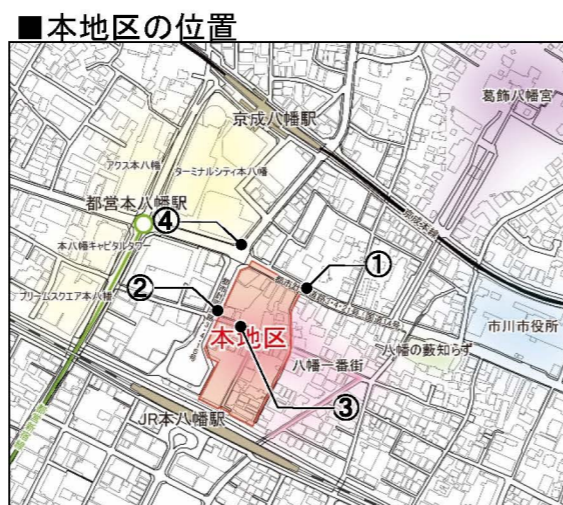 ■本地区の位置
葛飾八幡宮
京成八幡駅
京成本線
アクス本八幡
ターミナルシティ本八幡
都営本八幡駅
④
本八幡キャピタルタワー
①
②
プリームスクエア本八幡
本地区
市川市役所
八幡の藪知らず
八幡一番街
③
JR本八幡駅